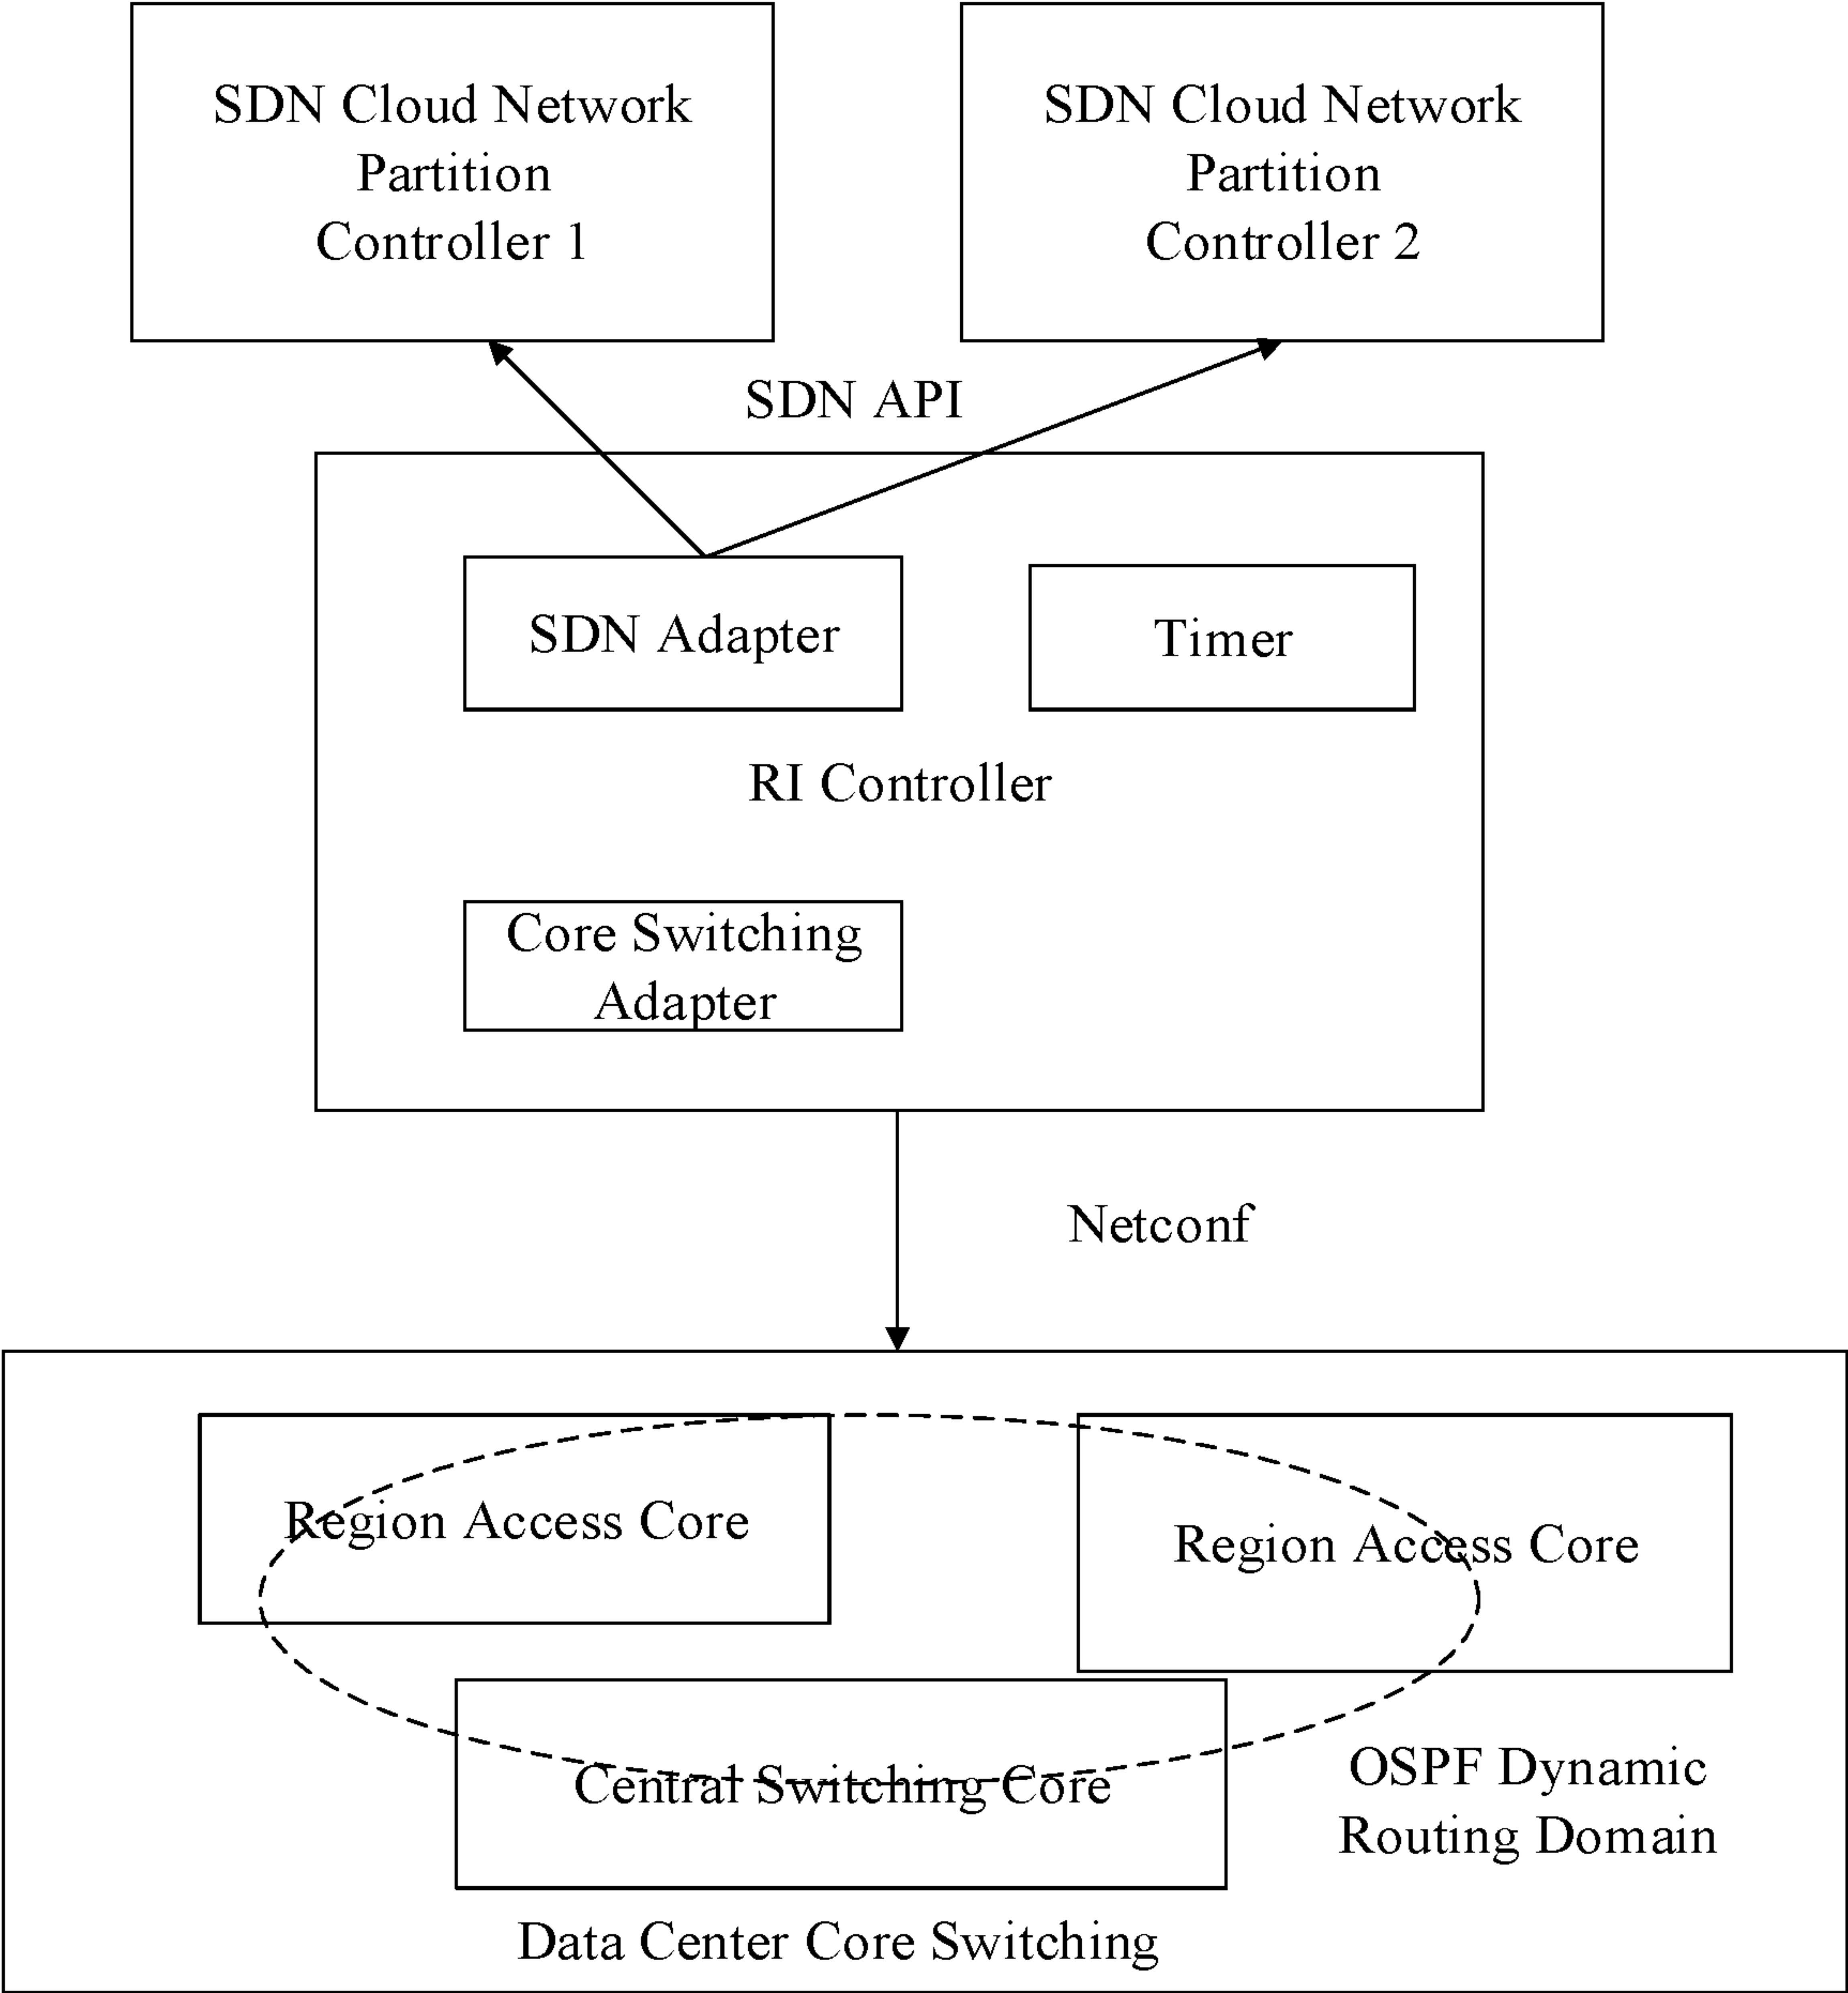 SDN Cloud Network
Partition
Controller 1
SDN Cloud Network
Partition
Controller 2
SDN API
SDN Adapter
Timer
RI Controller
Core Switching
Adapter
Netconf
Region Access Core
Region Access Core
Central Switching Core
OSPF Dynamic
Routing Domain
Data Center Core Switching